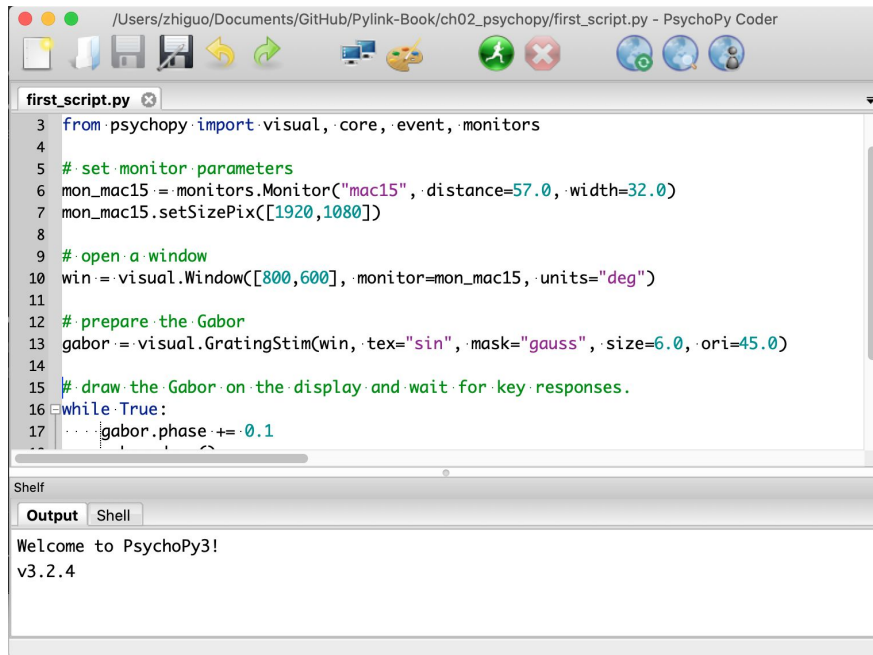 /Users/zhiguo/Documents/GitHub/Pylink-Book/ch02_psychopy/first_script.py - PsychoPy Coder
first_script.py
3 from psychopy import visual, core, event, monitors
4
5 # set monitor parameters
6 mon_mac15 = monitors.Monitor("mac15", distance=57.0, width=32.0)
7 mon_mac15.setSizePix([1920,1080])
8
9 # open a window
10 win = visual.Window([800,600], monitor=mon_mac15, units="deg")
11
12 # prepare the Gabor
13 gabor = visual.GratingStim(win, tex="sin", mask="gauss", size=6.0, ori=45.0)
14
15 # draw the Gabor on the display and wait for key responses.
16 while True:
17     gabor.phase += 0.1
Shelf
Output Shell
Welcome to PsychoPy3!
v3.2.4